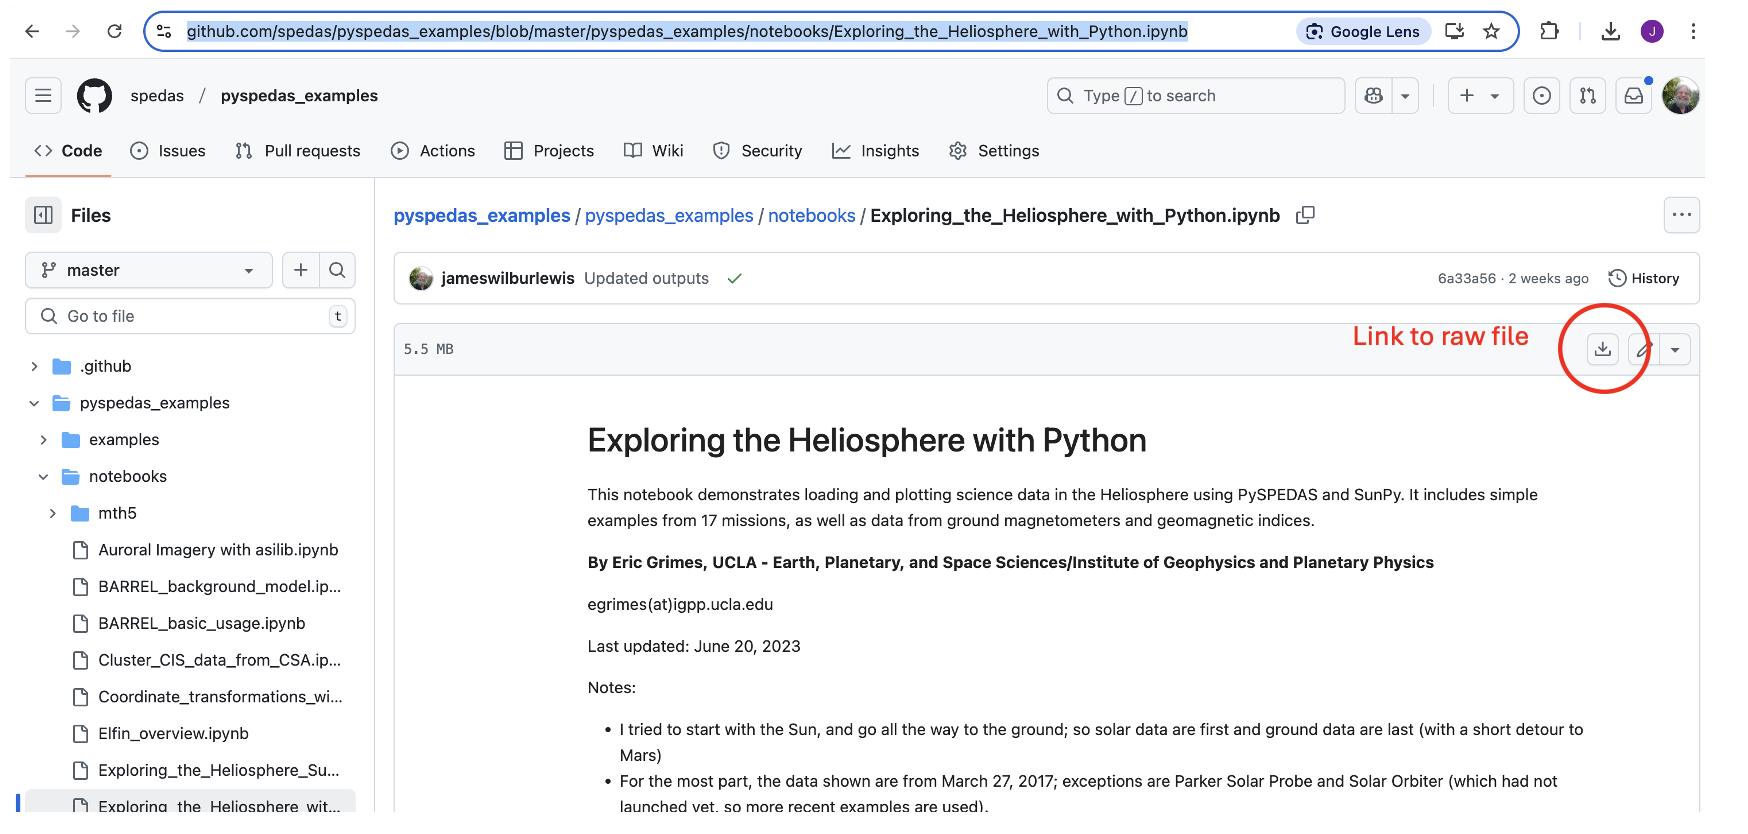 github.com/spedas/pyspedas_examples/blob/master/pyspedas_examples/notebooks/Exploring_the_Heliosphere_with_Python.ipynb
Google Lens
J
spedas / pyspedas_examples
Type / to search
Code
Issues
Pull requests
Actions
Projects
Wiki
Security
Insights
Settings
Files
master
Go to file
t
.github
pyspedas_examples
examples
notebooks
mth5
Auroral Imagery with asilib.ipynb
BARREL_background_model.ip...
BARREL_basic_usage.ipynb
Cluster_CIS_data_from_CSA.ip...
Coordinate_transformations_wi...
Elfin_overview.ipynb
Exploring_the_Heliosphere_Su...
Exploring_the_Heliosphere_wit...
pyspedas_examples / pyspedas_examples / notebooks / Exploring_the_Heliosphere_with_Python.ipynb
jameswilburlewis Updated outputs
6a33a56 · 2 weeks ago
History
5.5 MB
Link to raw file
Exploring the Heliosphere with Python
This notebook demonstrates loading and plotting science data in the Heliosphere using PySPEDAS and SunPy. It includes simple
examples from 17 missions, as well as data from ground magnetometers and geomagnetic indices.
By Eric Grimes, UCLA - Earth, Planetary, and Space Sciences/Institute of Geophysics and Planetary Physics
egrimes(at)igpp.ucla.edu
Last updated: June 20, 2023
Notes:
• I tried to start with the Sun, and go all the way to the ground; so solar data are first and ground data are last (with a short detour to
Mars)
• For the most part, the data shown are from March 27, 2017; exceptions are Parker Solar Probe and Solar Orbiter (which had not
launched yet, so more recent examples are used).